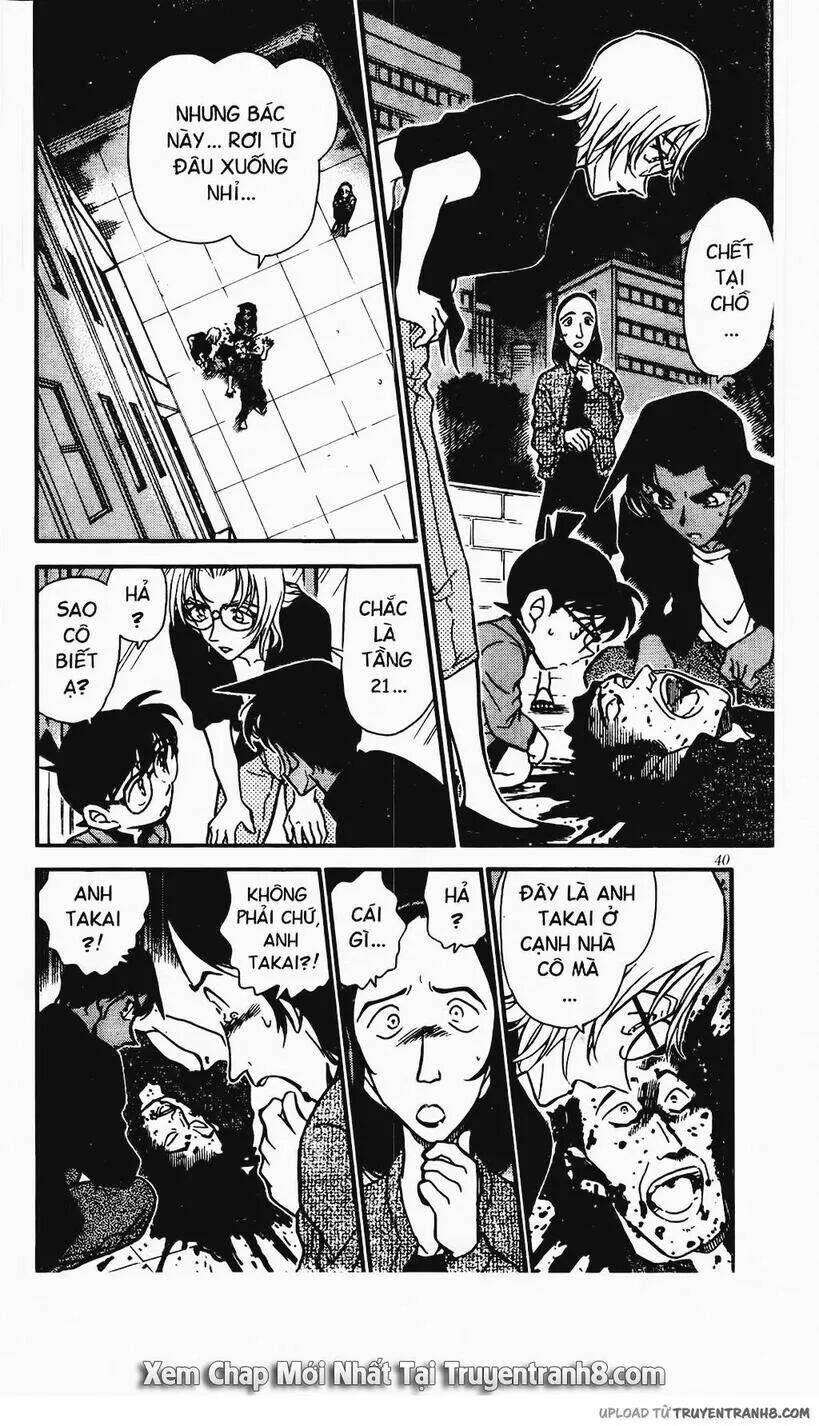 CHẾT
TẠI
CHỖ
...
NHƯNG BÁC
NÀY... RƠI TỪ
ĐÂU XUỐNG
NHỈ...
CHẮC
LÀ
TẦNG
21...
HẢ
?
SAO
CÔ
BIẾT
Ạ?
40
ĐÂY LÀ ANH
TAKAI Ở
CẠNH NHÀ
CÔ MÀ
...
HẢ
?
CÁI
GÌ...
KHÔNG
PHẢI CHỨ,
ANH
TAKAI?!
ANH
TAKAI
?!
Xem Chap Mới Nhất Tại Truyentranh8.com
UPLOAD TỪ TRUYENTRANH8.COM